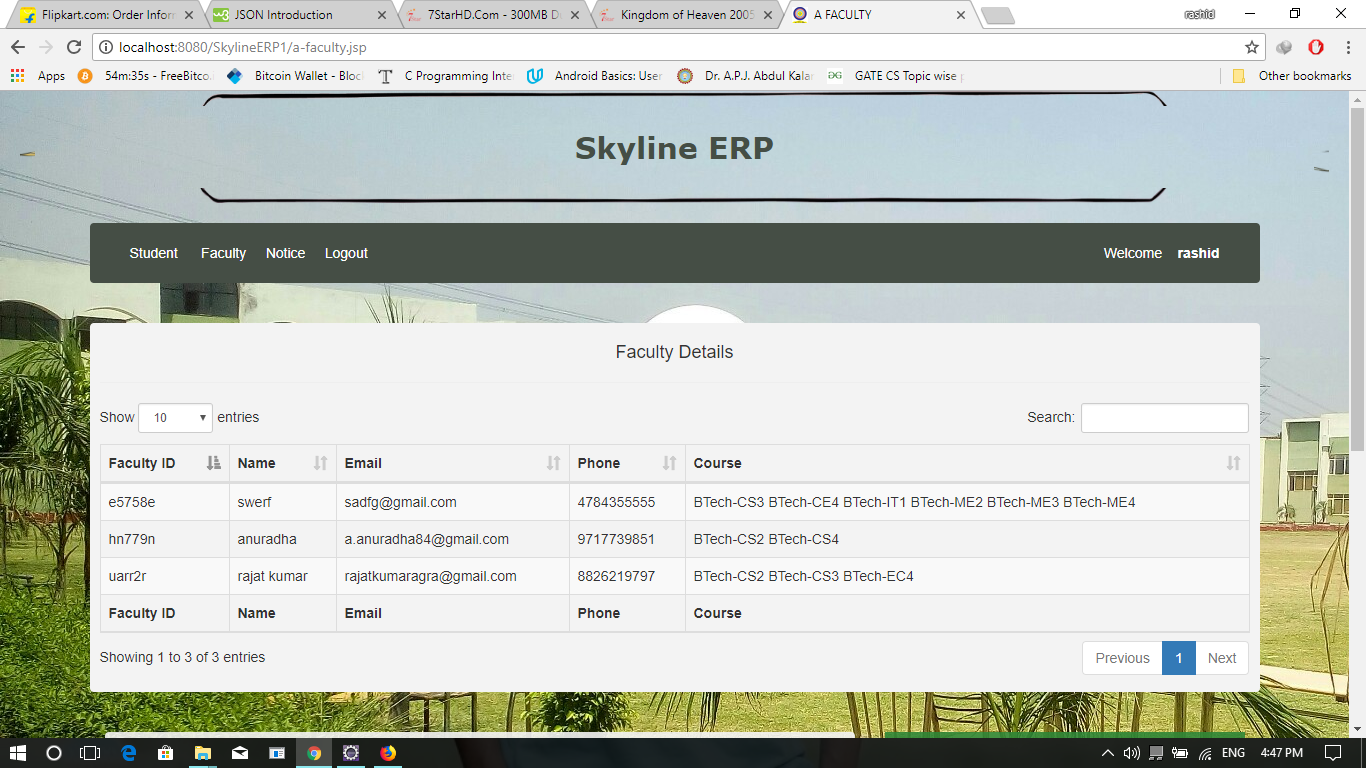 Flipkart.com: Order Inforr JSON Introduction 7StarHD.Com - 300MB Du Kingdom of Heaven 2005 A FACULTY rashid
localhost:8080/SkylineERP1/a-faculty.jsp
Apps 54m:35s - FreeBitco. Bitcoin Wallet - Bloc C Programming Inte Android Basics: User Dr. A.P.J. Abdul Kala GATE CS Topic wise Other bookmarks
Skyline ERP
Student Faculty Notice Logout Welcome rashid
Faculty Details
Show 10 entries Search:
Faculty ID Name Email Phone Course
e5758e swerf sadfg@gmail.com 4784355555 BTech-CS3 BTech-CE4 BTech-IT1 BTech-ME2 BTech-ME3 BTech-ME4
hn779n anuradha a.anuradha84@gmail.com 9717739851 BTech-CS2 BTech-CS4
uarr2r rajat kumar rajatkumaragra@gmail.com 8826219797 BTech-CS2 BTech-CS3 BTech-EC4
Faculty ID Name Email Phone Course
Showing 1 to 3 of 3 entries Previous 1 Next
ENG 4:47 PM